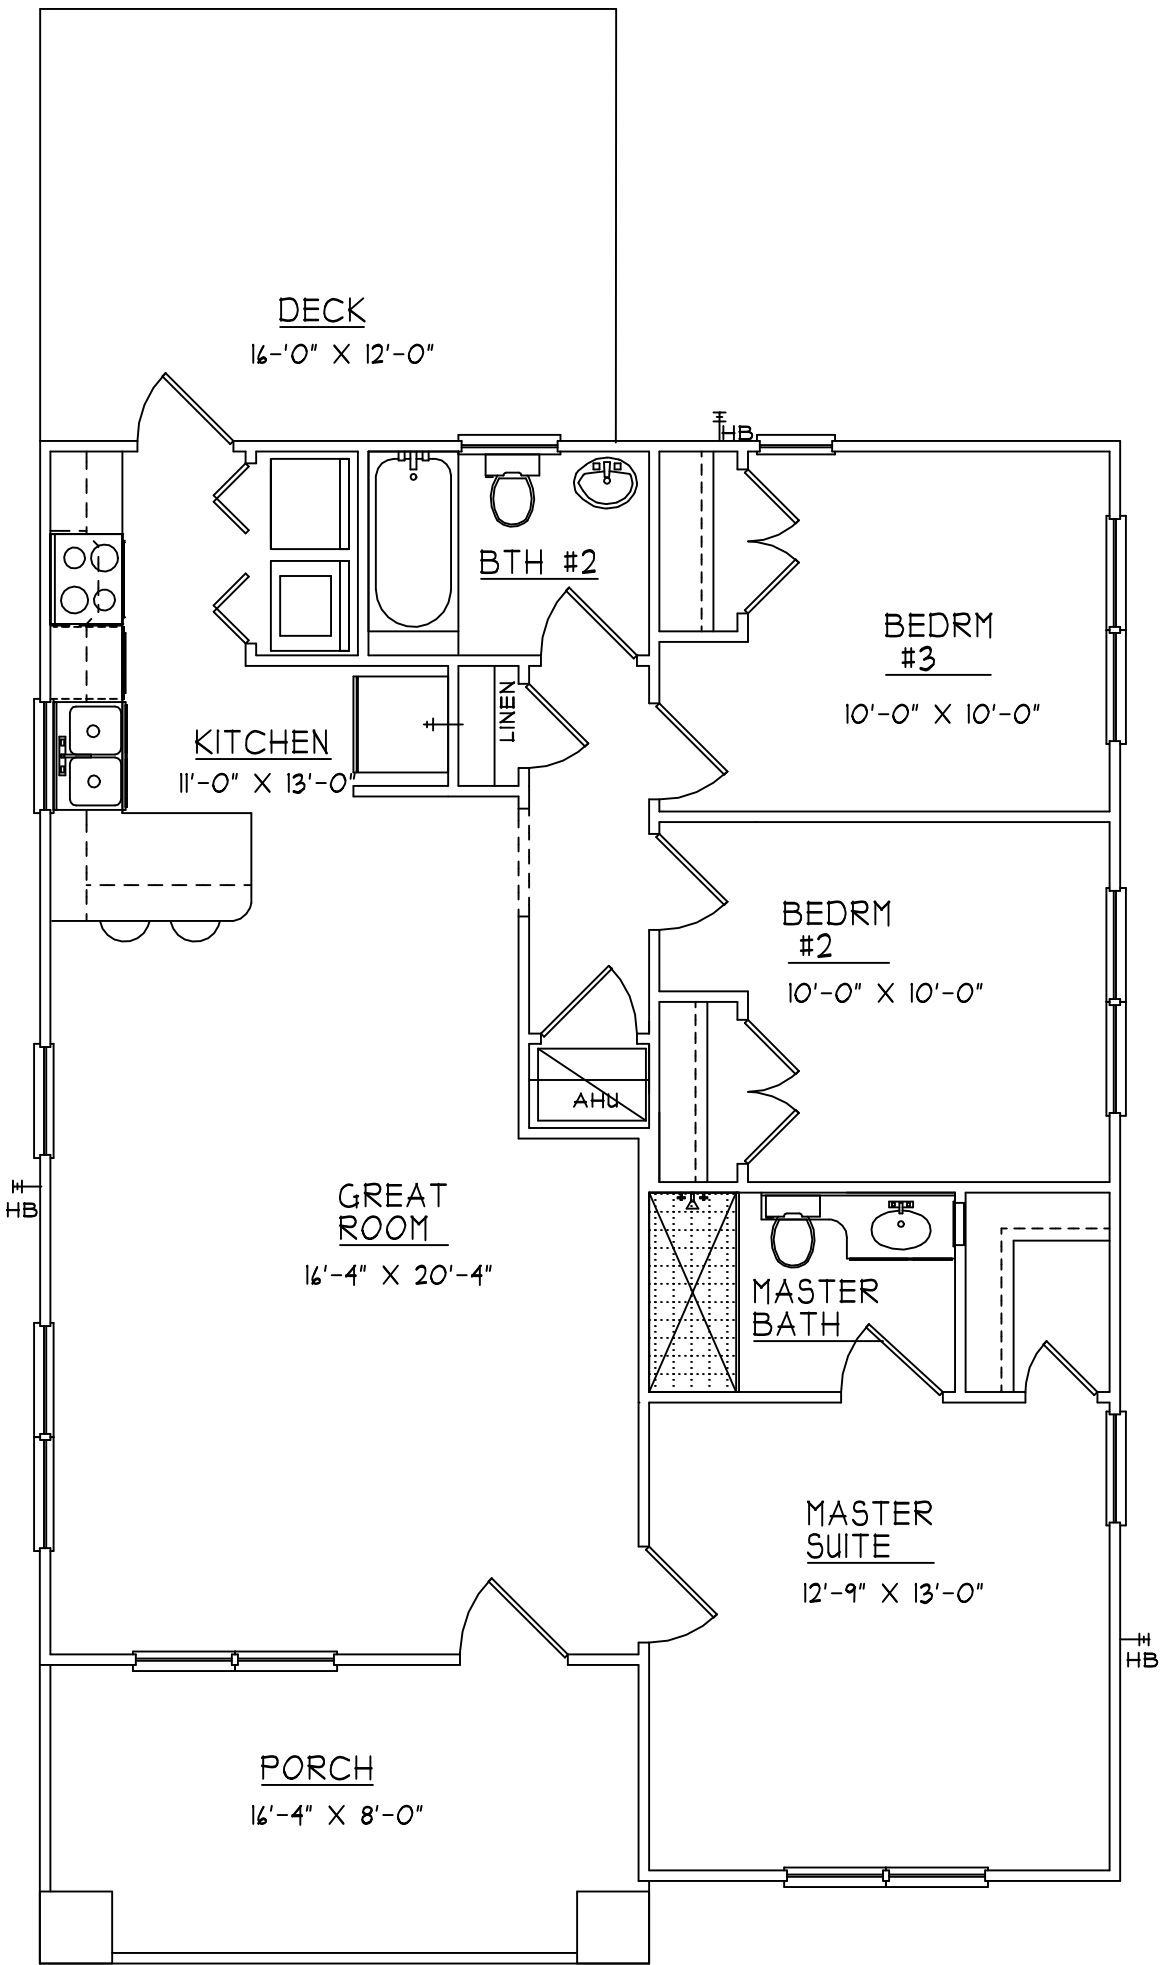 DECK
16-'0" X 12'-0"
HB
BTH #2
BEDRM
#3
10'-0" X 10'-0"
LINEN
KITCHEN
11'-0" X 13'-0"
BEDRM
#2
10'-0" X 10'-0"
AHU
HB
GREAT
ROOM
16'-4" X 20'-4"
MASTER
BATH
MASTER
SUITE
12'-9" X 13'-0"
HB
PORCH
16'-4" X 8'-0"